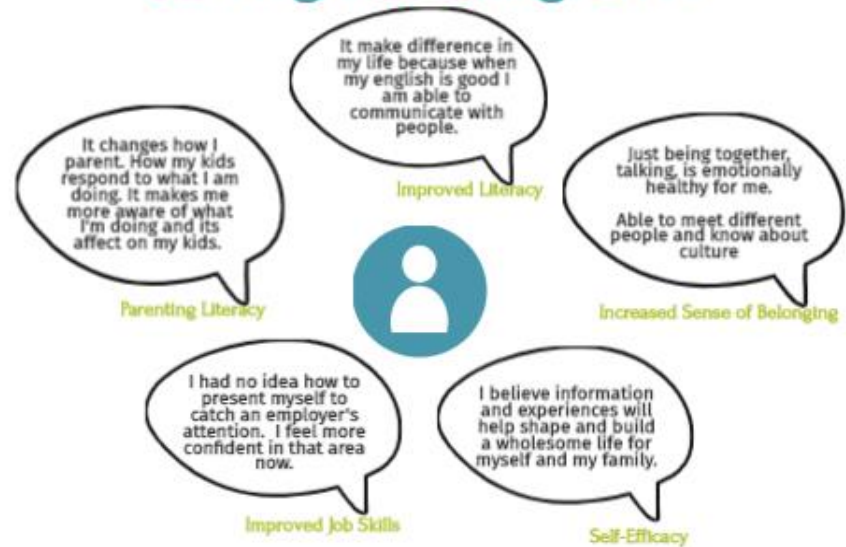 It make difference in
my life because when
my english is good I
am able to
communicate with
people.
Improved Literacy
It changes how I
parent. How my kids
respond to what I am
doing. It makes me
more aware of what
I'm doing and its
affect on my kids.
Parenting Literacy
Just being together,
talking, is emotionally
healthy for me.
Able to meet different
people and know about
culture
Increased Sense of Belonging
I had no idea how to
present myself to
catch an employer's
attention. I feel more
confident in that area
now.
Improved Job Skills
I believe information
and experiences will
help shape and build
a wholesome life for
myself and my family.
Self-Efficacy